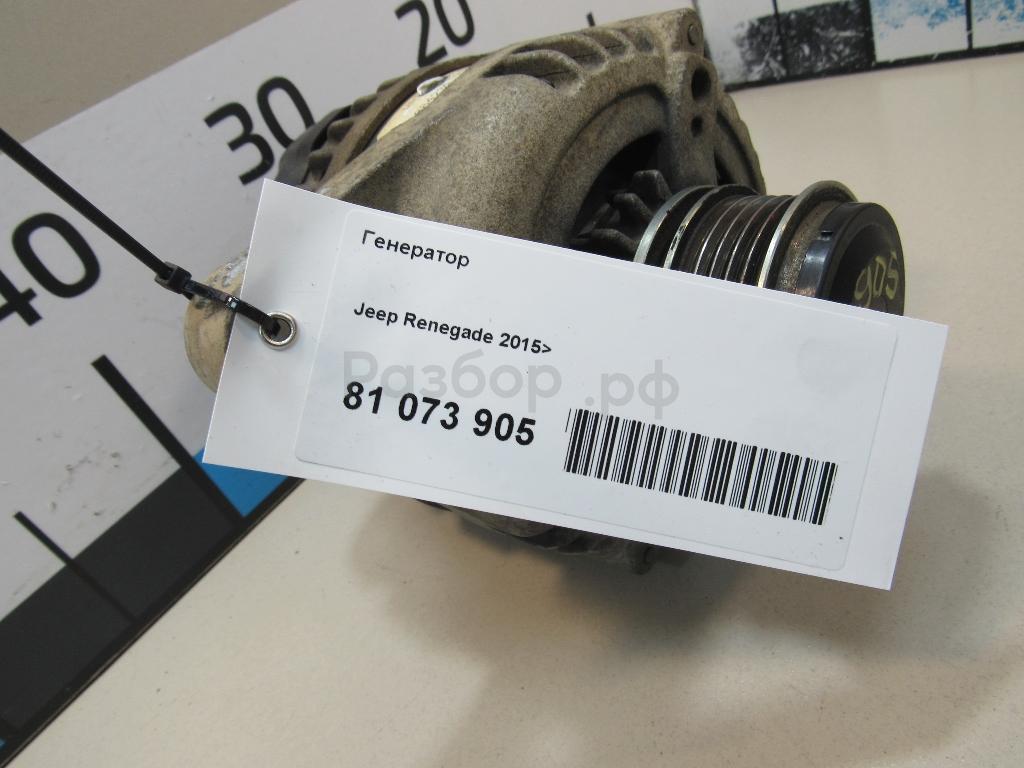 20
30
40
Генератор
Jeep Renegade 2015>
Разбор.рф
81 073 905
905